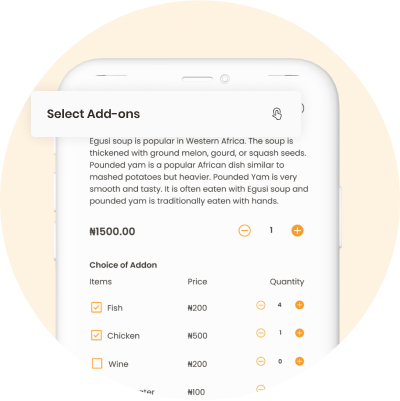 Select Add-ons
Egusi soup is popular in Western Africa. The soup is
thickened with ground melon, gourd, or squash seeds.
Pounded yam is a popular African dish similar to
mashed potatoes but heavier. Pounded Yam is very
smooth and tasty. It is often eaten with Egusi soup and
pounded yam is traditionally eaten with hands.
₦1500.00 1
Choice of Addon
Items Price Quantity
Fish ₦200 4
Chicken ₦500 1
Wine ₦200 0
₦100